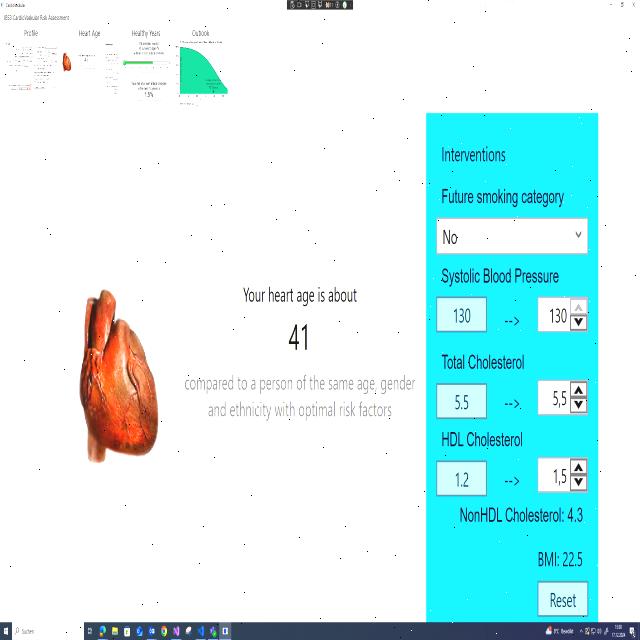 JBS3 CardioVaskular Risk Assessment
Profile
Heart Age
Healthy Years
Outlook
Interventions
Future smoking category
No
Systolic Blood Pressure
130 --> 130
Total Cholesterol
5.5 --> 5,5
HDL Cholesterol
1.2 --> 1,5
NonHDL Cholesterol: 4.3
BMI: 22.5
Reset
Your heart age is about
41
compared to a person of the same age, gender
and ethnicity with optimal risk factors
Suchen